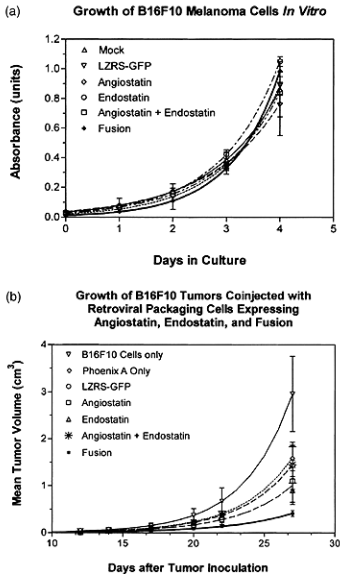 (a)
Growth of B16F10 Melanoma Cells In Vitro
Mock
LZRS-GFP
Angiostatin
Endostatin
Angiostatin + Endostatin
Fusion
Absorbance (units)
1.2
1.0
0.8
0.6
0.4
0.2
0.0
0 1 2 3 4 5
Days in Culture
(b)
Growth of B16F10 Tumors Coinjected with
Retroviral Packaging Cells Expressing
Angiostatin, Endostatin, and Fusion
B16F10 Cells only
Phoenix A Only
LZRS-GFP
Angiostatin
Endostatin
Angiostatin + Endostatin
Fusion
Mean Tumor Volume (cm3)
4
3
2
1
0
10 15 20 25 30
Days after Tumor Inoculation